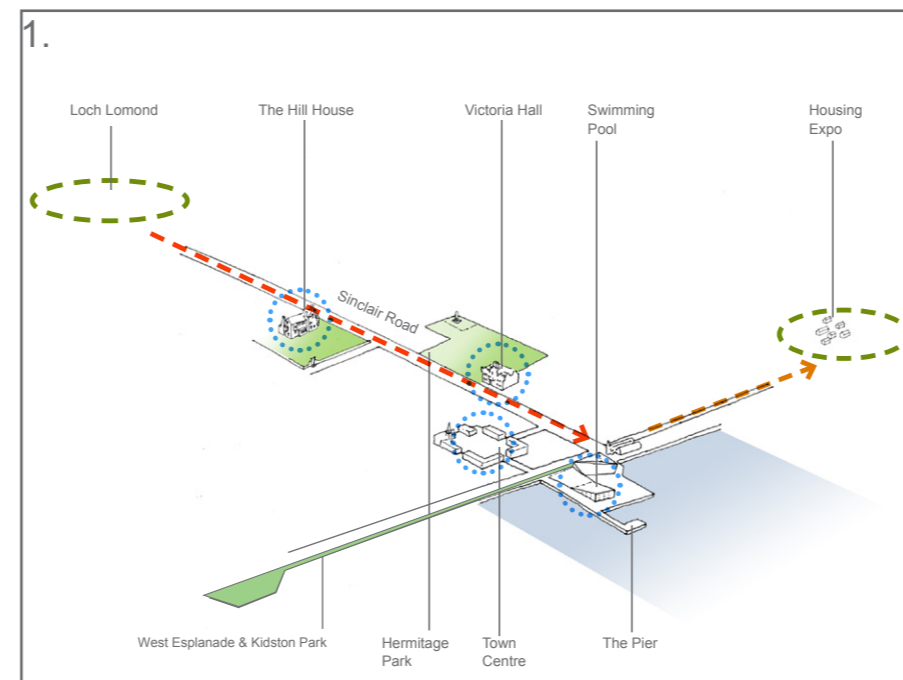 1.
Loch Lomond
The Hill House
Victoria Hall
Swimming
Pool
Housing
Expo
Sinclair Road
West Esplanade & Kidston Park
Hermitage
Park
Town
Centre
The Pier